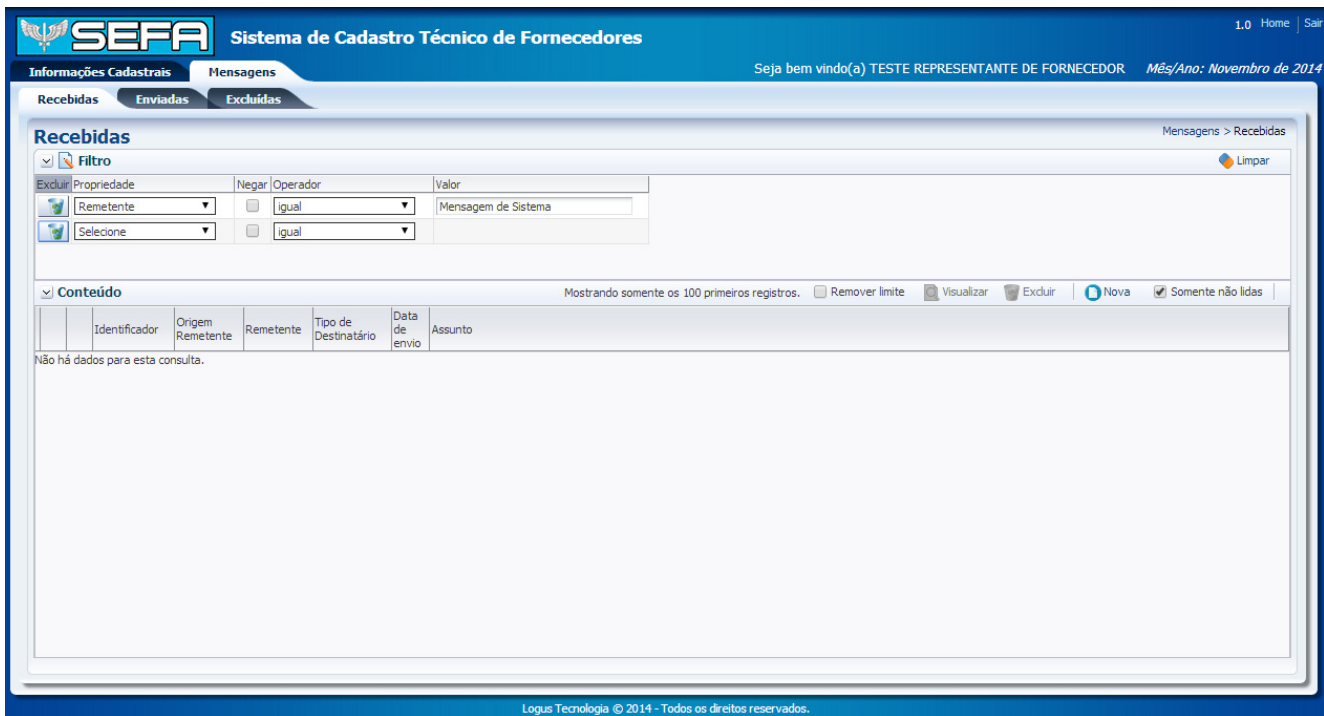 SEFA
Sistema de Cadastro Técnico de Fornecedores
1.0 Home Sair
Informações Cadastrais Mensagens
Seja bem vindo(a) TESTE REPRESENTANTE DE FORNECEDOR Mês/Ano: Novembro de 2014
Recebidas Enviadas Excluídas
Recebidas
Mensagens > Recebidas
Filtro
Limpar
Excluir Propriedade Negar Operador Valor
Remetente igual Mensagem de Sistema
Selecione igual
Conteúdo
Mostrando somente os 100 primeiros registros. Remover limite Visualizar Excluir Nova Somente não lidas
Identificador Origem Remetente Remetente Tipo de Destinatário Data de envio Assunto
Não há dados para esta consulta.
Logus Tecnologia © 2014 - Todos os direitos reservados.